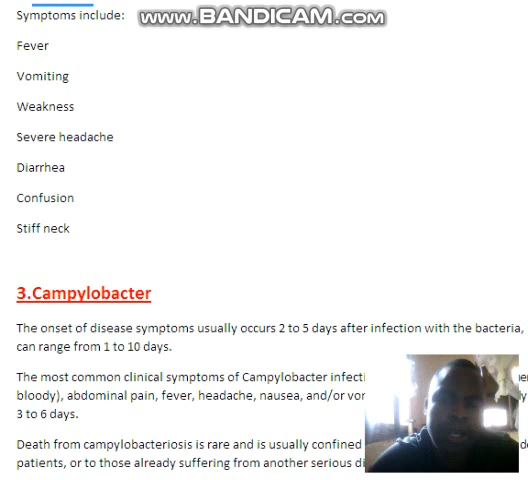 Symptoms include:
www.BANDICAM.com
Fever
Vomiting
Weakness
Severe headache
Diarrhea
Confusion
Stiff neck
3.Campylobacter
The onset of disease symptoms usually occurs 2 to 5 days after infection with the bacteria,
can range from 1 to 10 days.
The most common clinical symptoms of Campylobacter
bloody), abdominal pain, fever, headache, nausea, and/or
3 to 6 days.
Death from campylobacteriosis is rare and is usually confined
patients, or to those already suffering from another serious